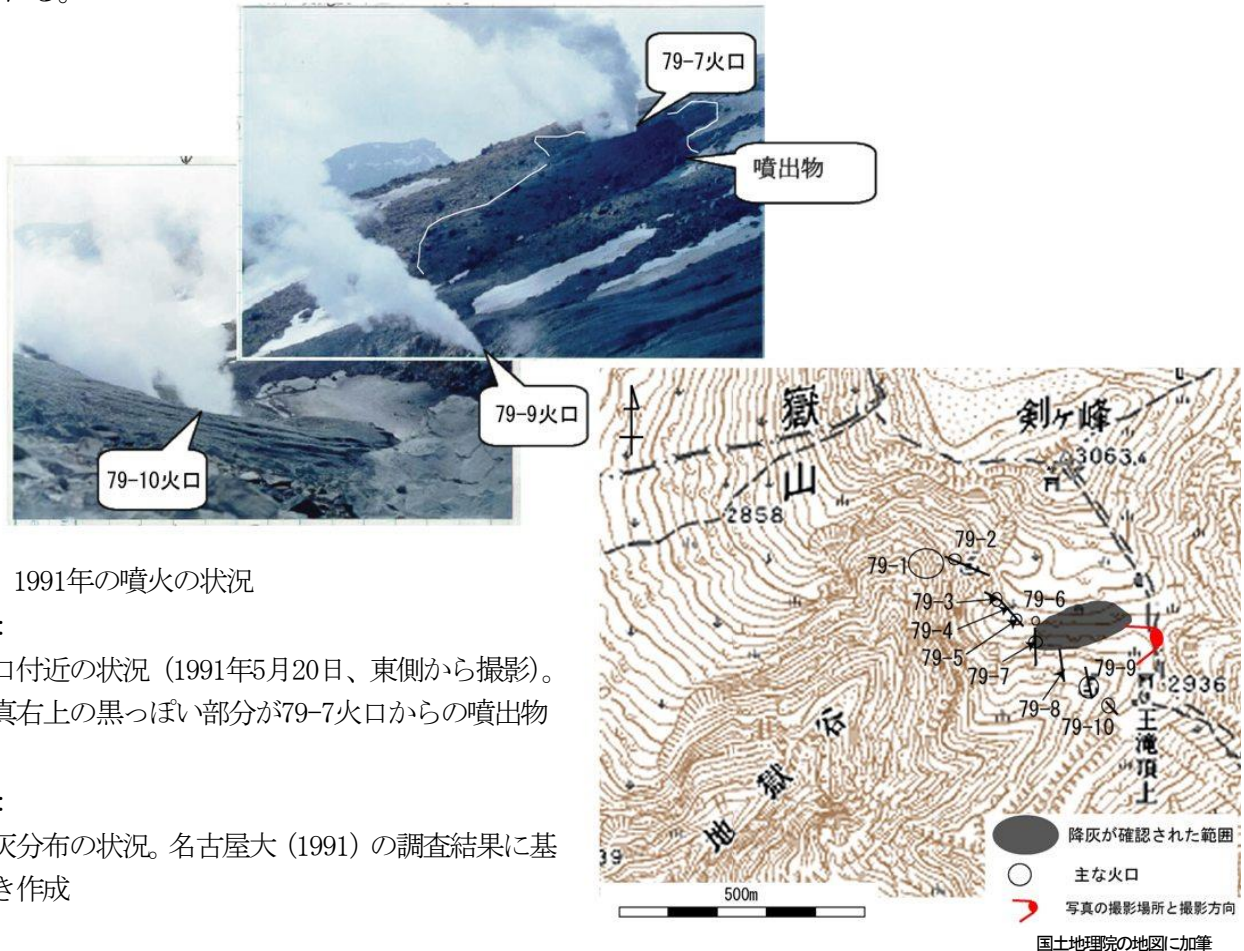 79-7火口
噴出物
79-9火口
79-10火口
1991年の噴火の状況
:
口付近の状況（1991年5月20日、東側から撮影）。
真右上の黒っぽい部分が79-7火口からの噴出物
:
灰分布の状況。名古屋大（1991）の調査結果に基
き作成
嶽
山
剣ヶ峰
3063.4
2858
79-2
79-1
79-3
79-6
79-4
79-5
79-7
79-9
79-8
79-10
2936
王滝頂上
地獄谷
39
500m
降灰が確認された範囲
主な火口
写真の撮影場所と撮影方向
国土地理院の地図に加筆